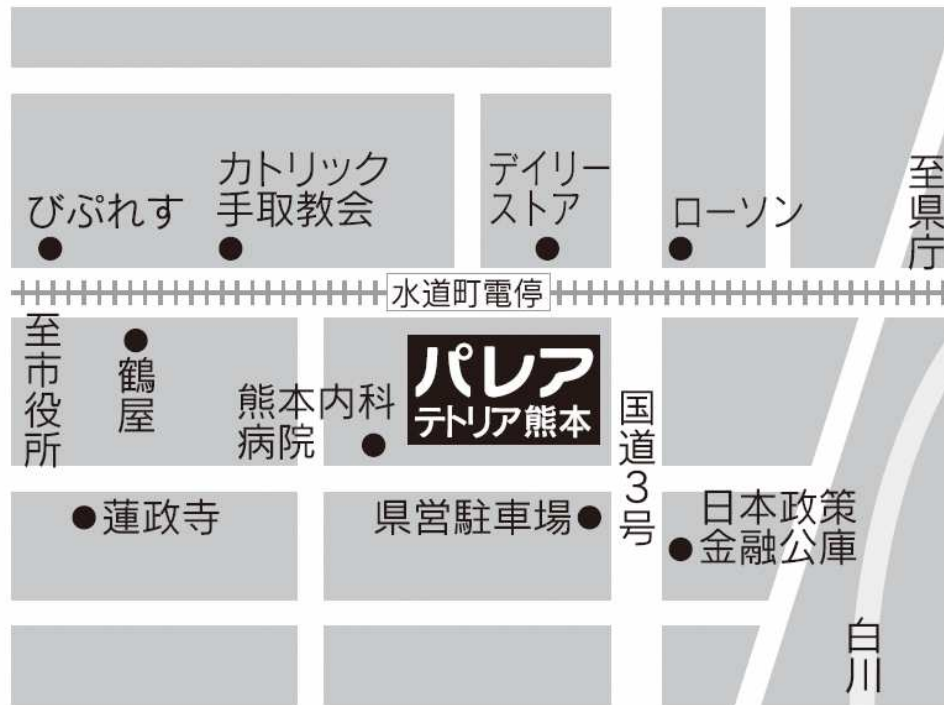 びぷれす
カトリック
手取教会
デイリー
ストア
ローソン
至県庁
水道町電停
至市役所
鶴屋
熊本内科
病院
パレア
テトリア熊本
国道3号
蓮政寺
県営駐車場
日本政策
金融公庫
白川